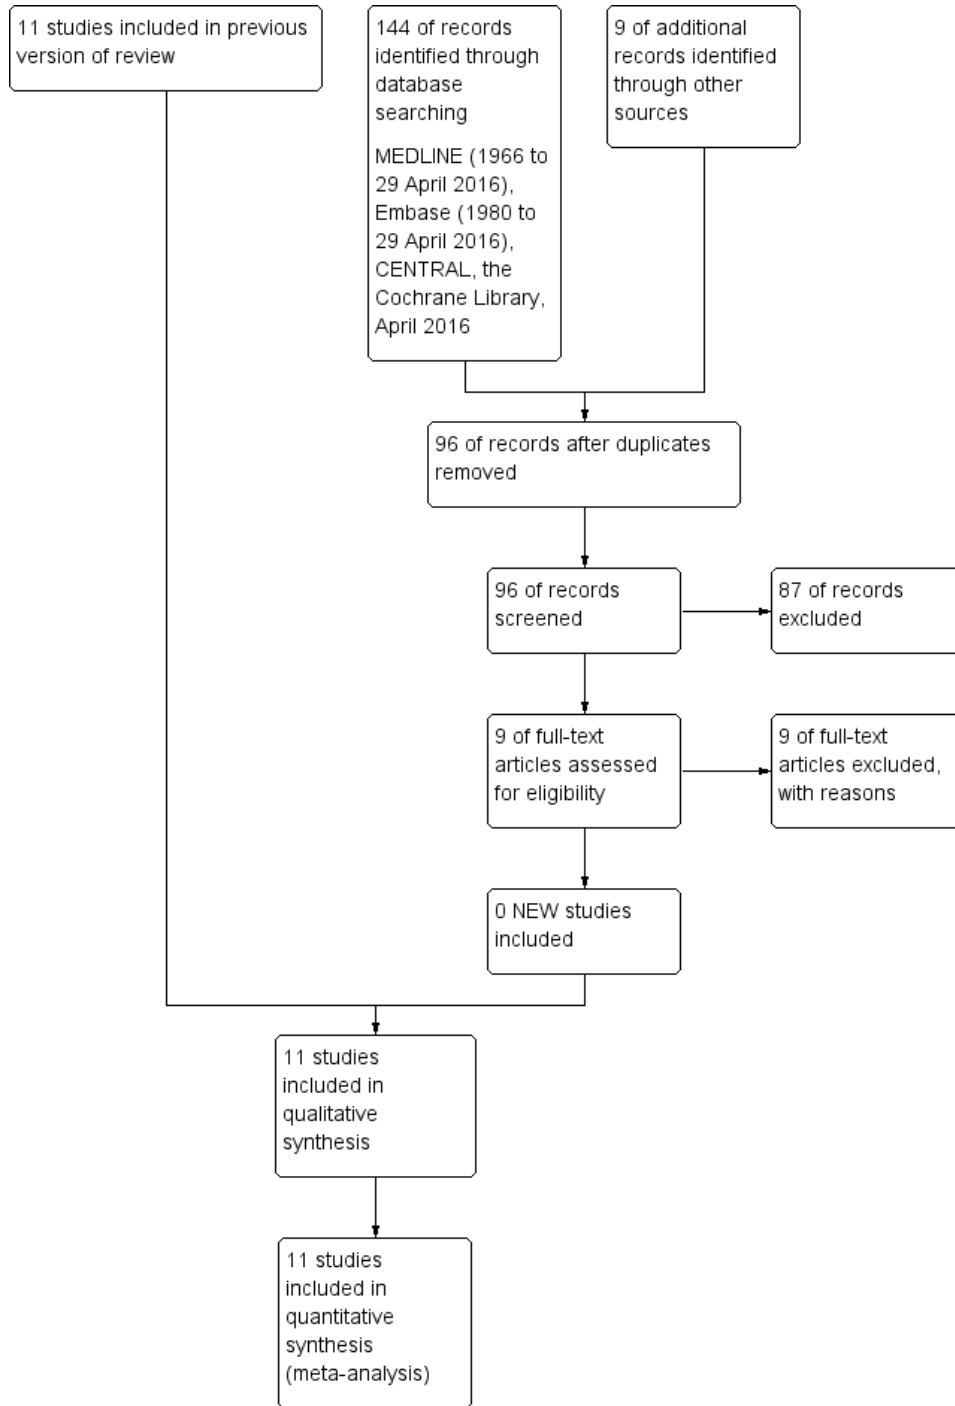 11 studies included in previous
version of review
144 of records
identified through
database
searching
MEDLINE (1966 to
29 April 2016),
Embase (1980 to
29 April 2016),
CENTRAL, the
Cochrane Library,
April 2016
9 of additional
records identified
through other
sources
96 of records after duplicates
removed
96 of records
screened
87 of records
excluded
9 of full-text
articles assessed
for eligibility
9 of full-text
articles excluded,
with reasons
0 NEW studies
included
11 studies
included in
qualitative
synthesis
11 studies
included in
quantitative
synthesis
(meta-analysis)